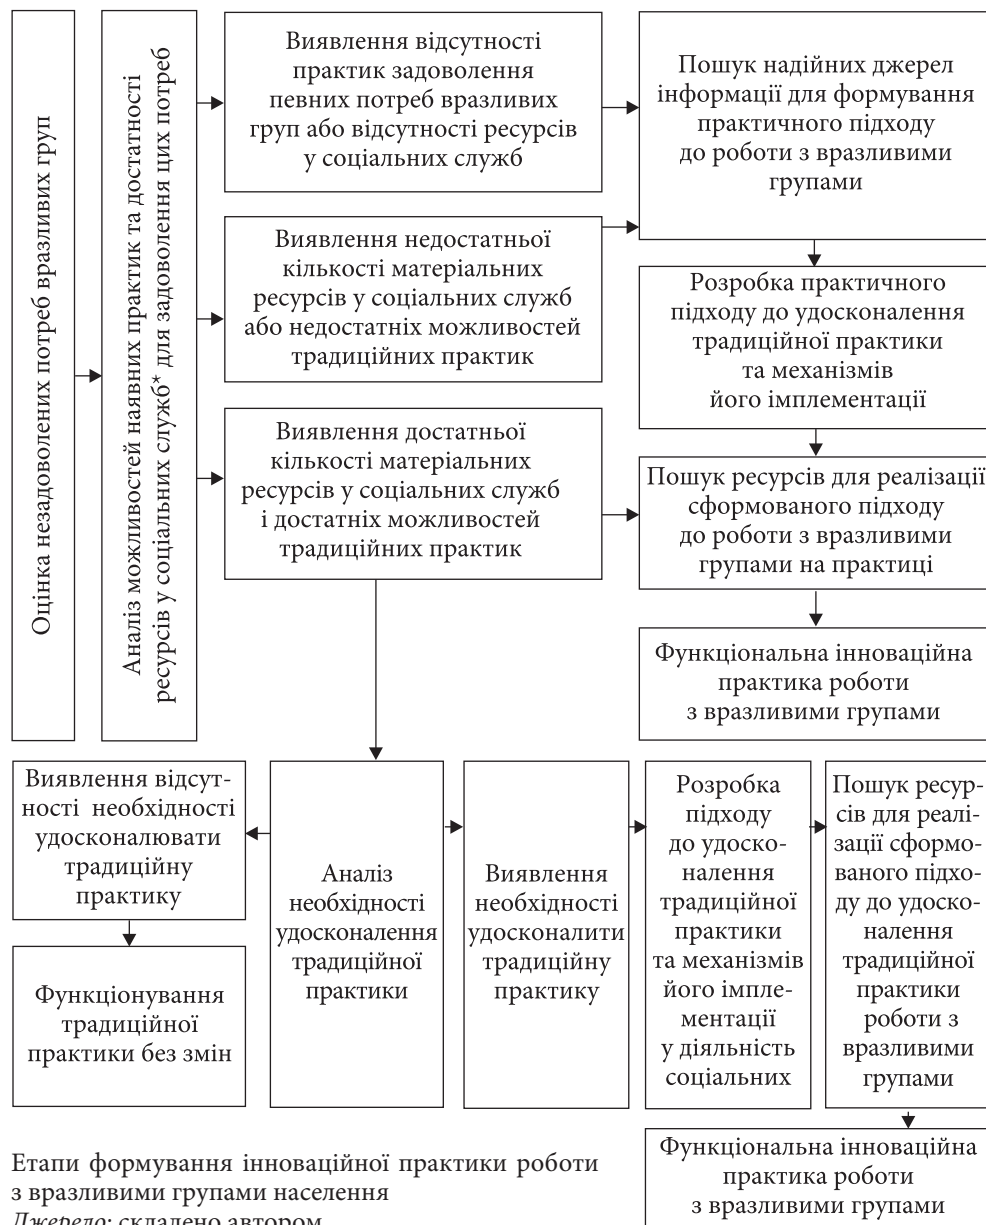 Оцінка незадоволених потреб вразливих груп
Аналіз можливостей наявних практик та достатності
ресурсів у соціальних служб* для задоволення цих потреб
Виявлення відсутності
практик задоволення
певних потреб вразливих
груп або відсутності ресурсів
у соціальних служб
Пошук надійних джерел
інформації для формування
практичного підходу
до роботи з вразливими
групами
Виявлення недостатньої
кількості матеріальних
ресурсів у соціальних служб
або недостатніх можливостей
традиційних практик
Розробка практичного
підходу до удосконалення
традиційної практики
та механізмів
його імплементації
Виявлення достатньої
кількості матеріальних
ресурсів у соціальних служб
і достатніх можливостей
традиційних практик
Пошук ресурсів для реалізації
сформованого підходу
до роботи з вразливими
групами на практиці
Функціональна інноваційна
практика роботи
з вразливими групами
Виявлення відсут-
ності необхідності
удосконалювати
традиційну
практику
Функціонування
традиційної
практики без змін
Аналіз
необхідності
удосконалення
традиційної
практики
Виявлення
необхідності
удосконалити
традиційну
практику
Розробка
підходу
до удоско-
налення
традиційної
практики
та механізмів
його імпле-
ментації
у діяльність
соціальних
Пошук ресур-
сів для реалі-
зації сформо-
ваного підхо-
ду до удоско-
налення
традиційної
практики
роботи з
вразливими
групами
Функціональна інноваційна
практика роботи
з вразливими групами
Етапи формування інноваційної практики роботи
з вразливими групами населення
Джерело: складено автором